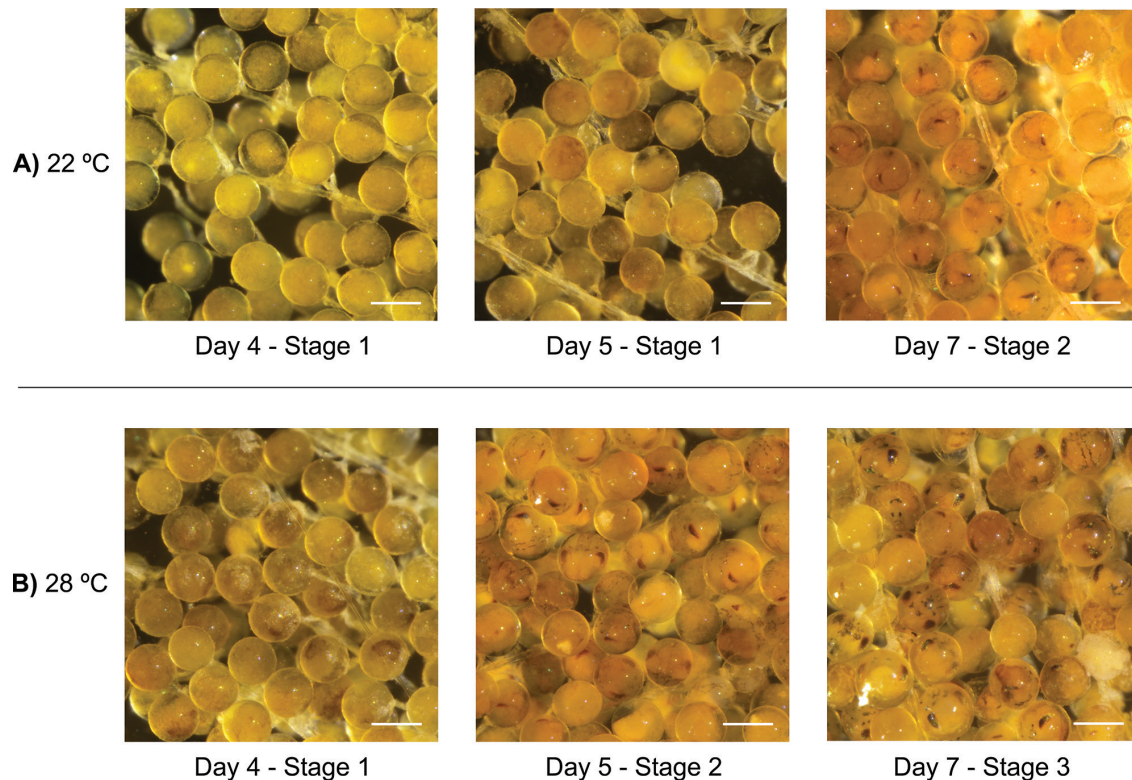 A) 22 ºC
Day 4 - Stage 1
Day 5 - Stage 1
Day 7 - Stage 2
B) 28 ºC
Day 4 - Stage 1
Day 5 - Stage 2
Day 7 - Stage 3